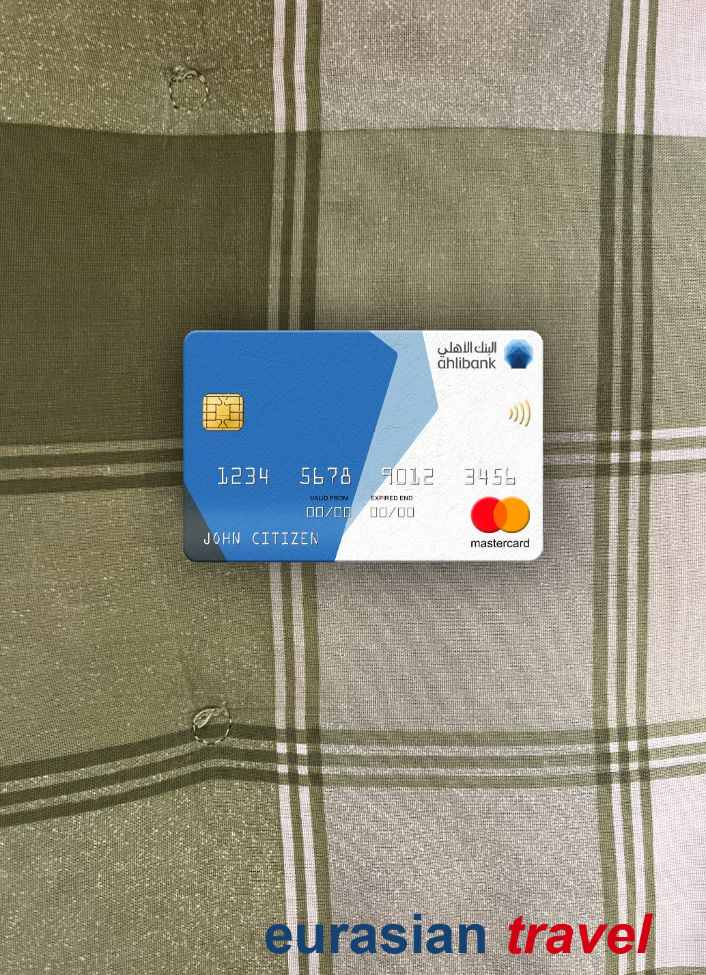 البنك الأهلي
ahlibank
1234 5678 9012 3456
VALID FROM EXPIRED END
00/00 00/00
JOHN CITIZEN
mastercard
eurasian travel